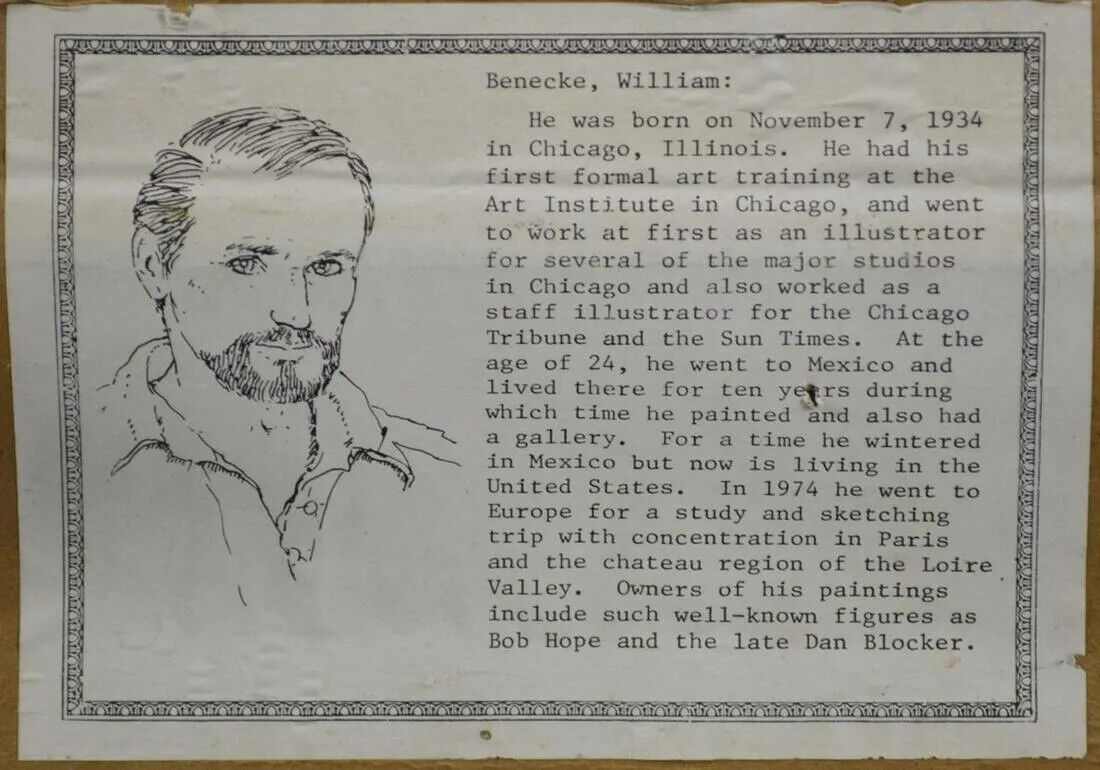 Benecke, William:
He was born on November 7, 1934
in Chicago, Illinois. He had his
first formal art training at the
Art Institute in Chicago, and went
to work at first as an illustrator
for several of the major studios
in Chicago and also worked as a
staff illustrator for the Chicago
Tribune and the Sun Times. At the
age of 24, he went to Mexico and
lived there for ten years during
which time he painted and also had
a gallery. For a time he wintered
in Mexico but now is living in the
United States. In 1974 he went to
Europe for a study and sketching
trip with concentration in Paris
and the chateau region of the Loire
Valley. Owners of his paintings
include such well-known figures as
Bob Hope and the late Dan Blocker.